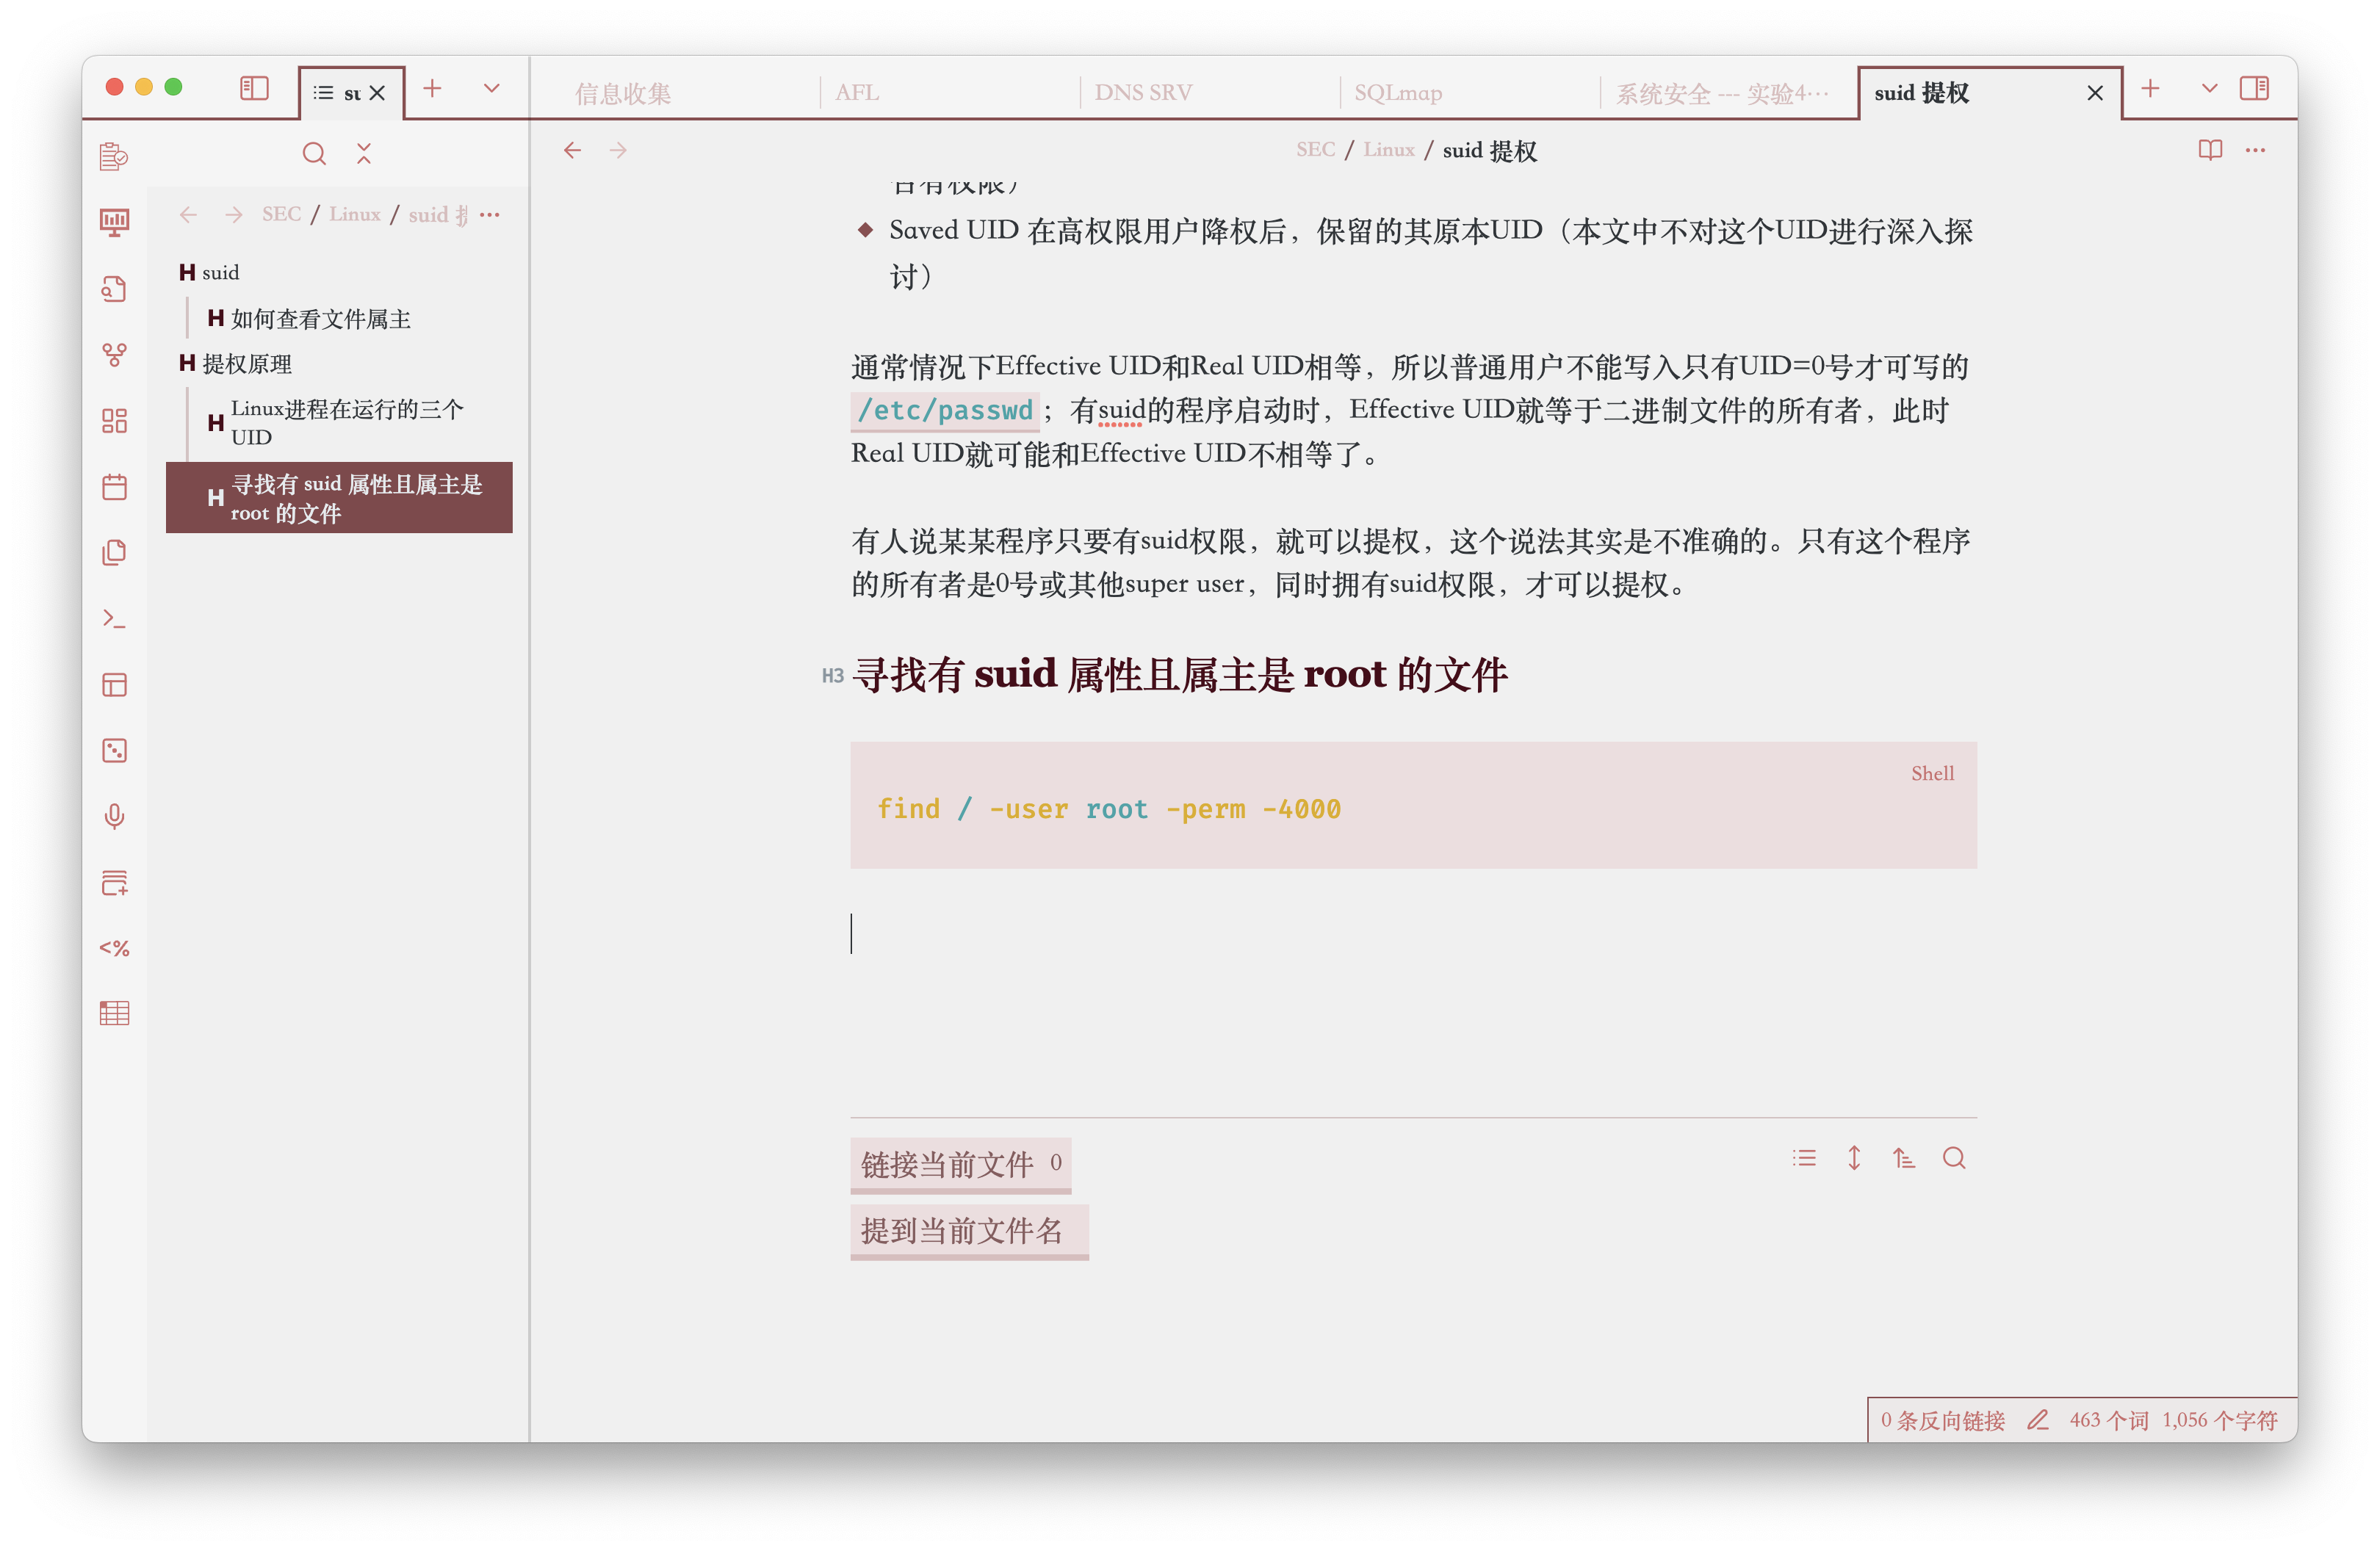 su
信息收集
AFL
DNS SRV
SQLmap
系统安全 --- 实验4…
suid 提权
SEC / Linux / suid 提权
SEC / Linux / suid
suid
如何查看文件属主
提权原理
Linux进程在运行的三个
UID
寻找有 suid 属性且属主是
root 的文件
<%
Saved UID 在高权限用户降权后，保留的其原本UID（本文中不对这个UID进行深入探
讨）
通常情况下Effective UID和Real UID相等，所以普通用户不能写入只有UID=0号才可写的
/etc/passwd；有suid的程序启动时，Effective UID就等于二进制文件的所有者，此时
Real UID就可能和Effective UID不相等了。
有人说某某程序只要有suid权限，就可以提权，这个说法其实是不准确的。只有这个程序
的所有者是0号或其他super user，同时拥有suid权限，才可以提权。
H3 寻找有 suid 属性且属主是 root 的文件
Shell
find / -user root -perm -4000
链接当前文件 0
提到当前文件名
0 条反向链接 463 个词 1,056 个字符